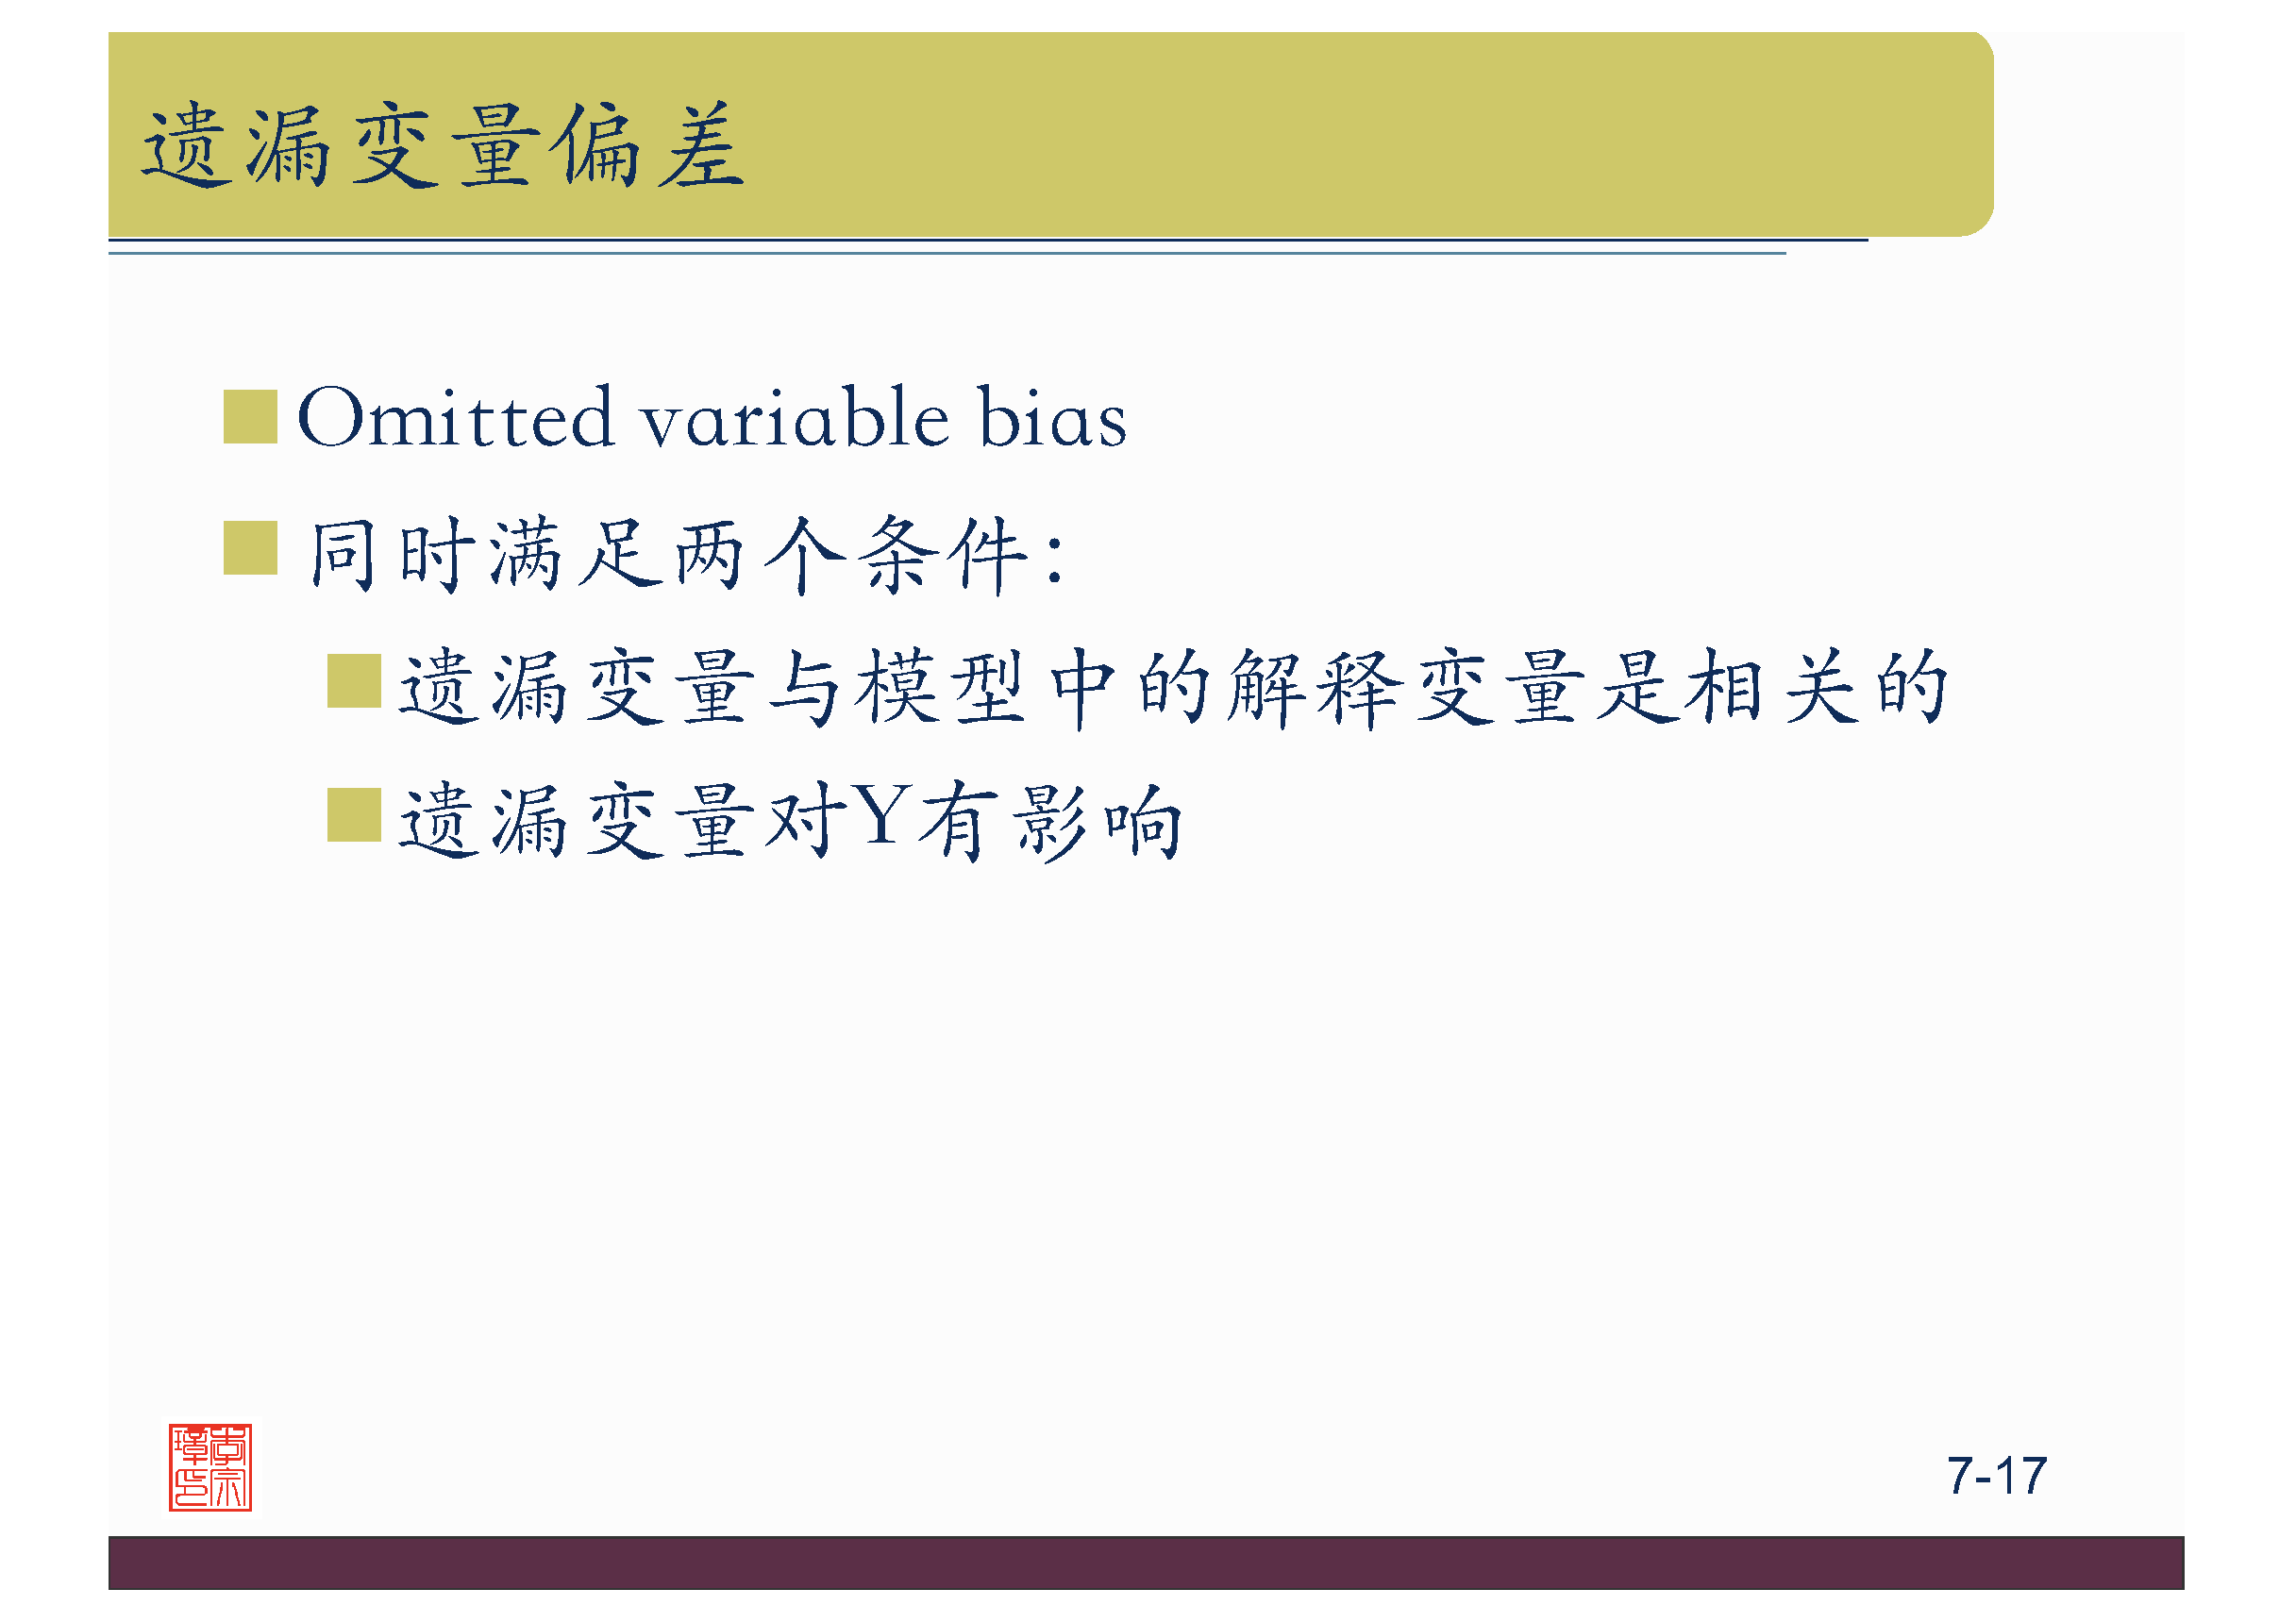 遗漏变量偏差
Omitted variable bias
同时满足两个条件：
遗漏变量与模型中的解释变量是相关的
遗漏变量对Y有影响
7-17